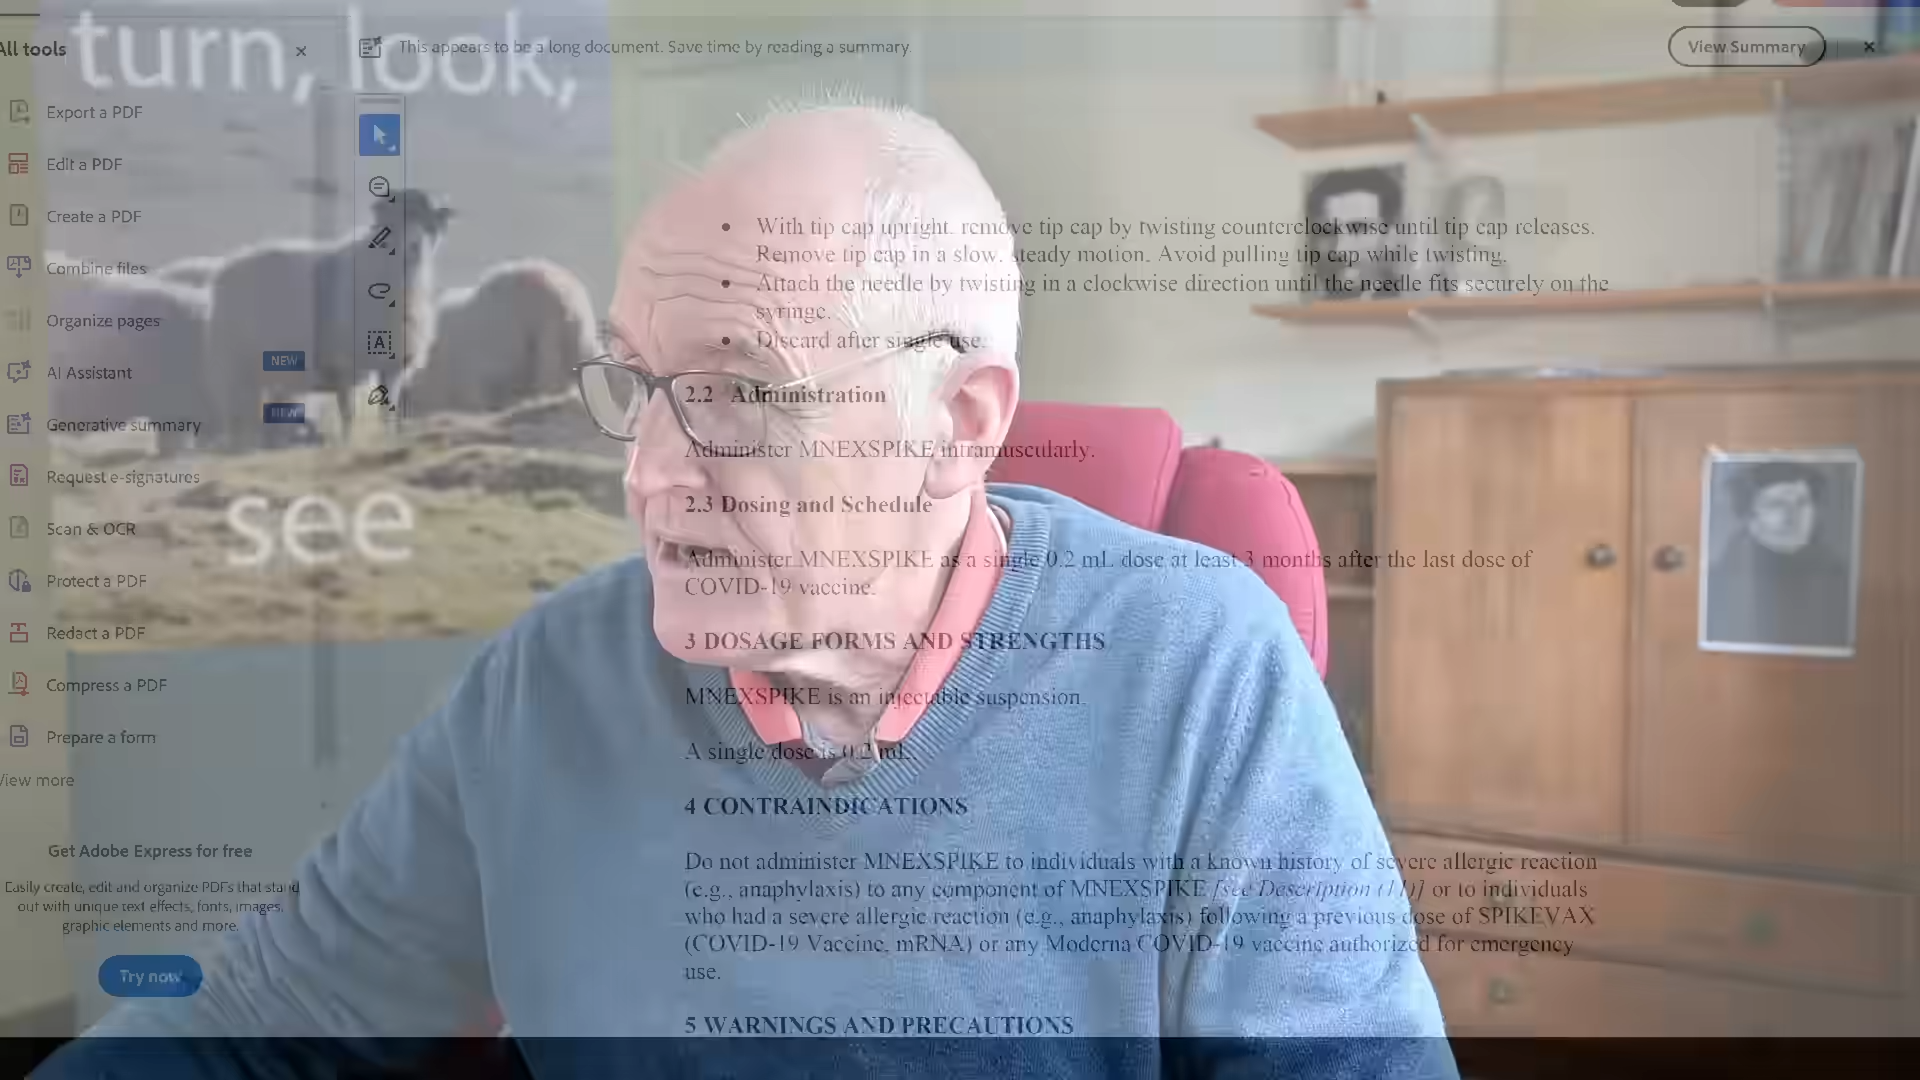 turn, look,
see
All tools
Export a PDF
Edit a PDF
Create a PDF
Combine files
Organize pages
AI Assistant
NEW
Generative summary
NEW
Request e-signatures
Scan & OCR
Protect a PDF
Redact a PDF
Compress a PDF
Prepare a form
View more
Get Adobe Express for free
Easily create, edit and organize PDFs that stand
out with unique text effects, fonts, images,
graphic elements and more.
Try now
This appears to be a long document. Save time by reading a summary.
View Summary
• With tip cap upright, remove tip cap by twisting counterclockwise until tip cap releases.
Remove tip cap in a slow, steady motion. Avoid pulling tip cap while twisting.
• Attach the needle by twisting in a clockwise direction until the needle fits securely on the
syringe.
• Discard after single use.
2.2 Administration
Administer MNEXSPIKE intramuscularly.
2.3 Dosing and Schedule
Administer MNEXSPIKE as a single 0.2 mL dose at least 3 months after the last dose of
COVID-19 vaccine.
3 DOSAGE FORMS AND STRENGTHS
MNEXSPIKE is an injectable suspension.
A single dose is 0.2 mL.
4 CONTRAINDICATIONS
Do not administer MNEXSPIKE to individuals with a known history of severe allergic reaction
(e.g., anaphylaxis) to any component of MNEXSPIKE [see Description (11)] or to individuals
who had a severe allergic reaction (e.g., anaphylaxis) following a previous dose of SPIKEVAX
(COVID-19 Vaccine, mRNA) or any Moderna COVID-19 vaccine authorized for emergency
use.
5 WARNINGS AND PRECAUTIONS